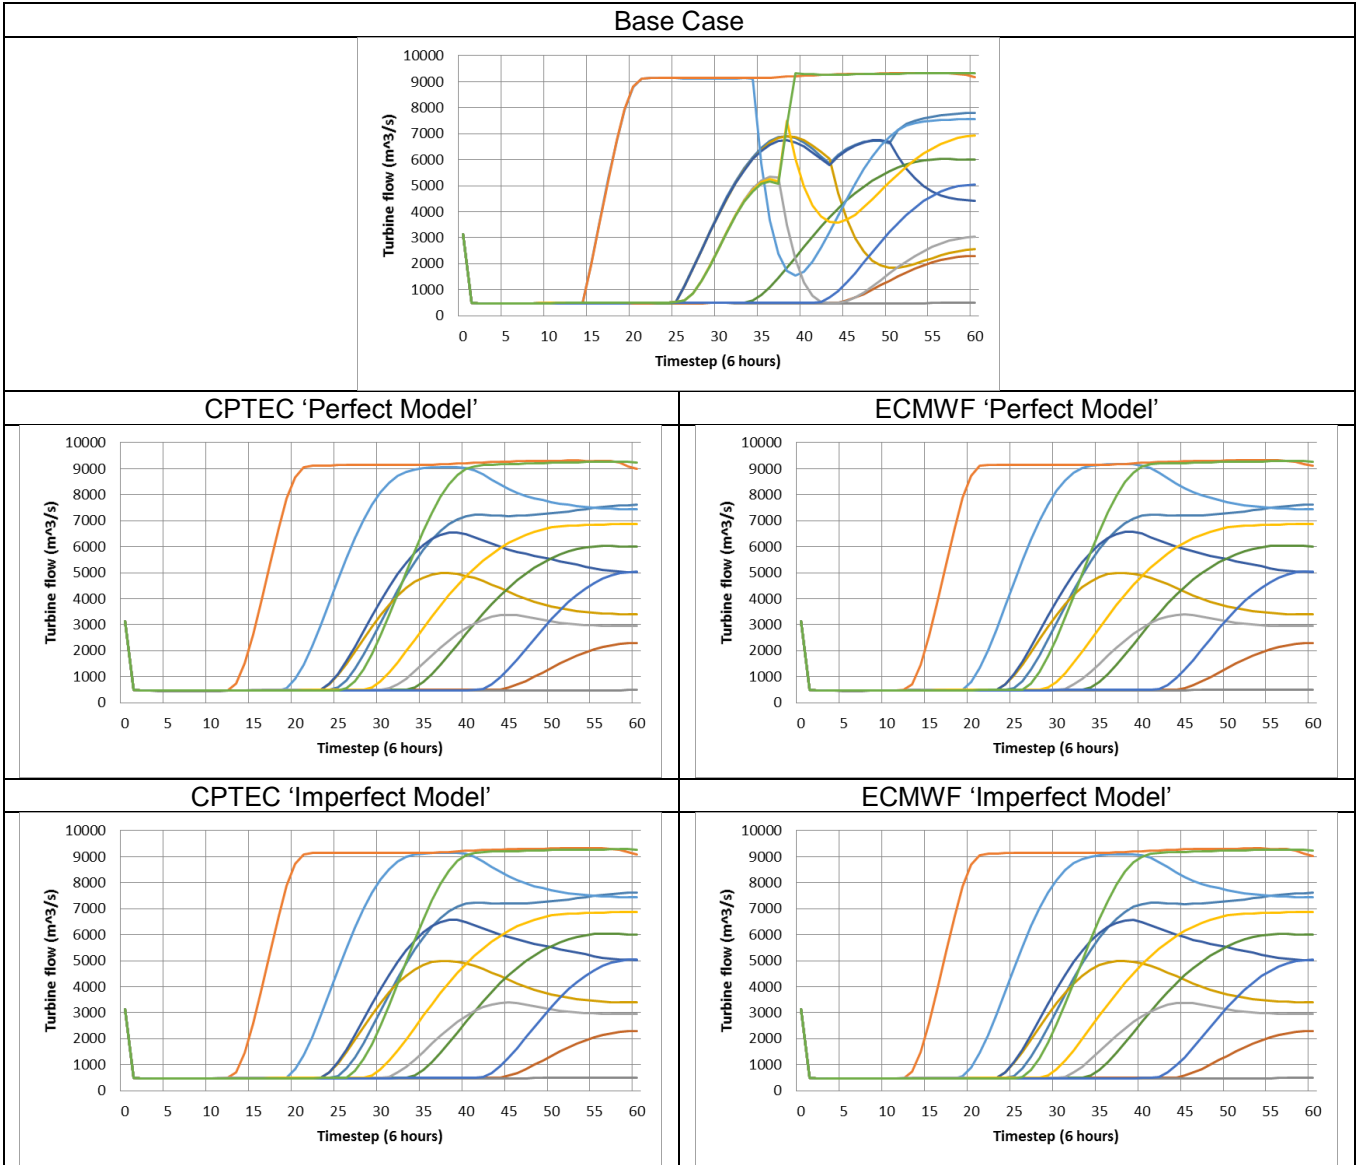 Base Case
10000
9000
8000
7000
6000
5000
4000
3000
2000
1000
0
Turbine flow (m^3/s)
0 5 10 15 20 25 30 35 40 45 50 55 60
Timestep (6 hours)
CPTEC ‘Perfect Model’
10000
9000
8000
7000
6000
5000
4000
3000
2000
1000
0
Turbine flow (m^3/s)
0 5 10 15 20 25 30 35 40 45 50 55 60
Timestep (6 hours)
ECMWF ‘Perfect Model’
10000
9000
8000
7000
6000
5000
4000
3000
2000
1000
0
Turbine flow (m^3/s)
0 5 10 15 20 25 30 35 40 45 50 55 60
Timestep (6 hours)
CPTEC ‘Imperfect Model’
10000
9000
8000
7000
6000
5000
4000
3000
2000
1000
0
Turbine flow (m^3/s)
0 5 10 15 20 25 30 35 40 45 50 55 60
Timestep (6 hours)
ECMWF ‘Imperfect Model’
10000
9000
8000
7000
6000
5000
4000
3000
2000
1000
0
Turbine flow (m^3/s)
0 5 10 15 20 25 30 35 40 45 50 55 60
Timestep (6 hours)